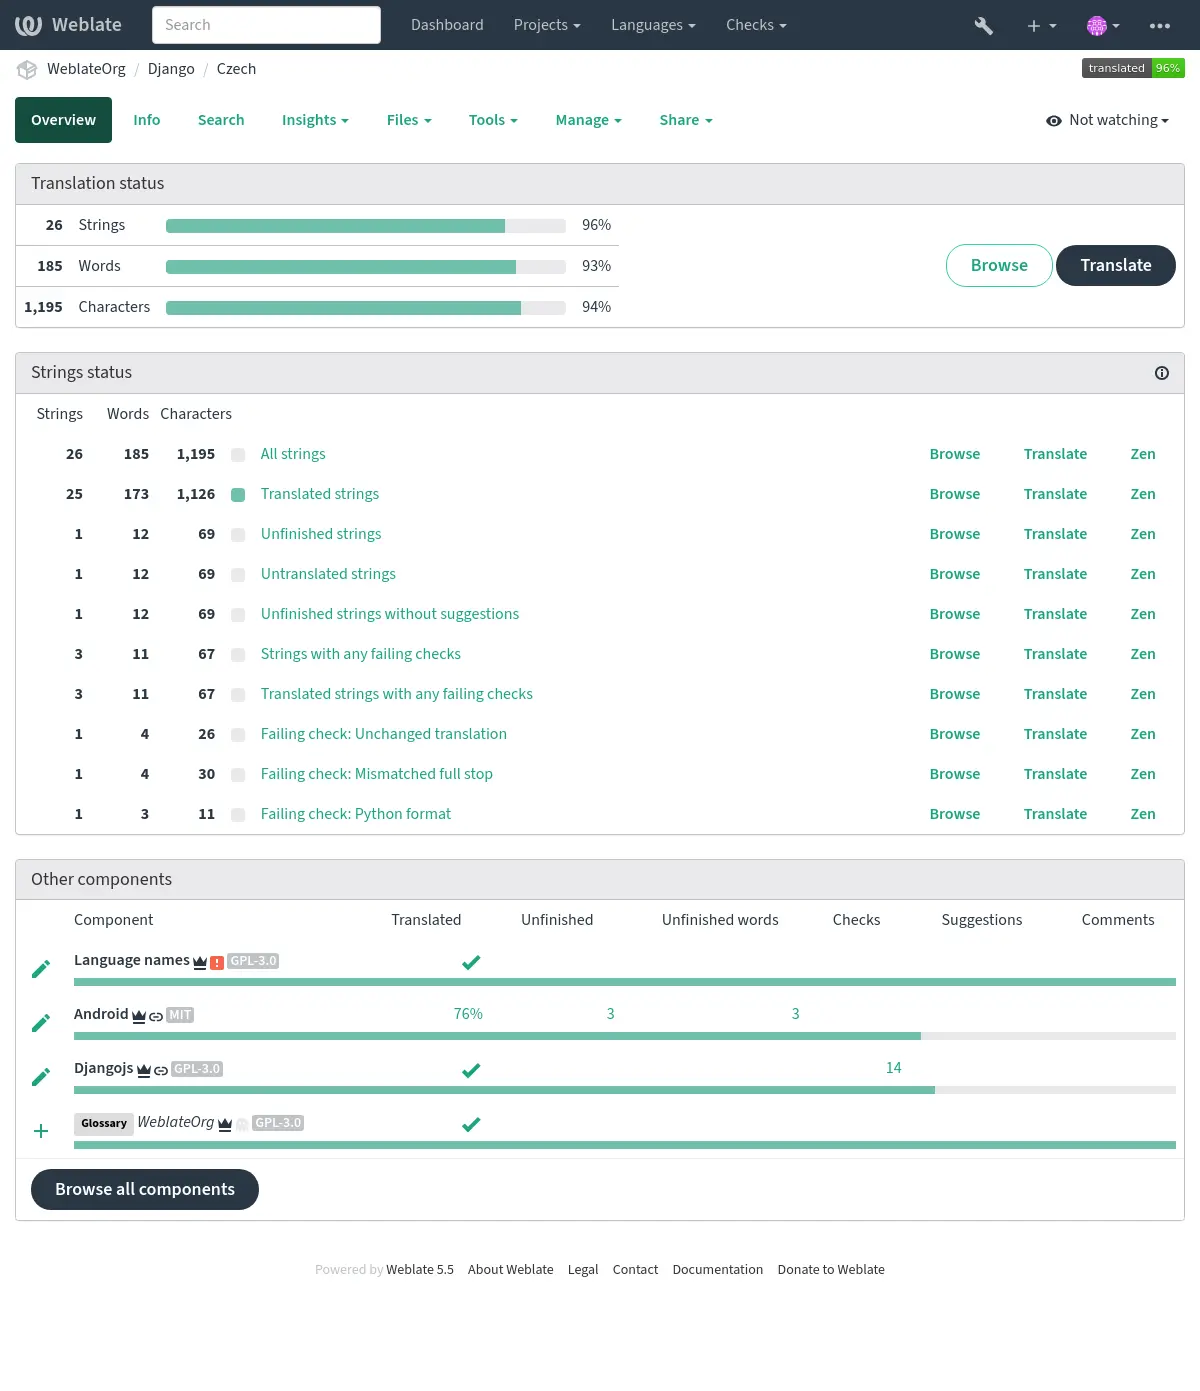 Weblate Search Dashboard Projects Languages Checks
WeblateOrg / Django / Czech translated 96%
Overview Info Search Insights Files Tools Manage Share Not watching
Translation status
26 Strings 96%
185 Words 93%
1,195 Characters 94%
Browse Translate
Strings status
Strings Words Characters
26 185 1,195 All strings Browse Translate Zen
25 173 1,126 Translated strings Browse Translate Zen
1 12 69 Unfinished strings Browse Translate Zen
1 12 69 Untranslated strings Browse Translate Zen
1 12 69 Unfinished strings without suggestions Browse Translate Zen
3 11 67 Strings with any failing checks Browse Translate Zen
3 11 67 Translated strings with any failing checks Browse Translate Zen
1 4 26 Failing check: Unchanged translation Browse Translate Zen
1 4 30 Failing check: Mismatched full stop Browse Translate Zen
1 3 11 Failing check: Python format Browse Translate Zen
Other components
Component Translated Unfinished Unfinished words Checks Suggestions Comments
Language names GPL-3.0
Android MIT 76% 3 3
Djangojs GPL-3.0 14
Glossary WeblateOrg GPL-3.0
Browse all components
Powered by Weblate 5.5 About Weblate Legal Contact Documentation Donate to Weblate